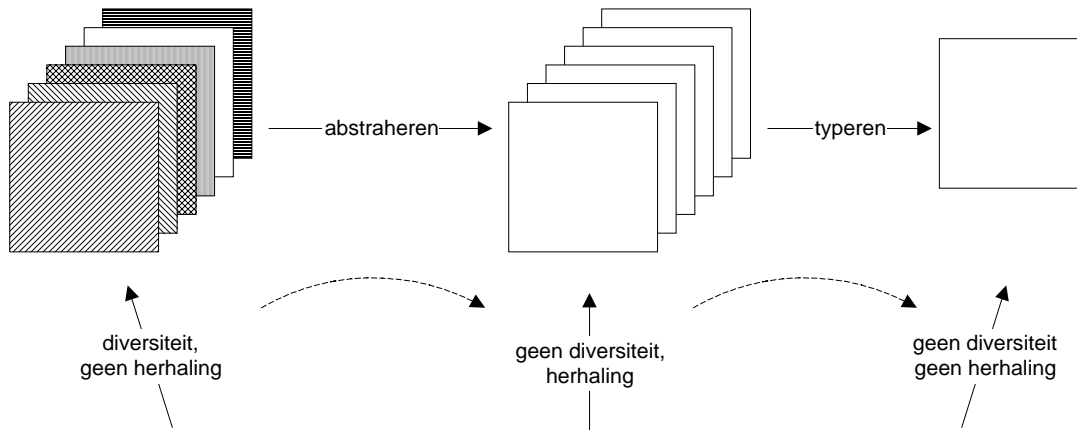 abstraheren
typeren
diversiteit,
geen herhaling
geen diversiteit,
herhaling
geen diversiteit
geen herhaling